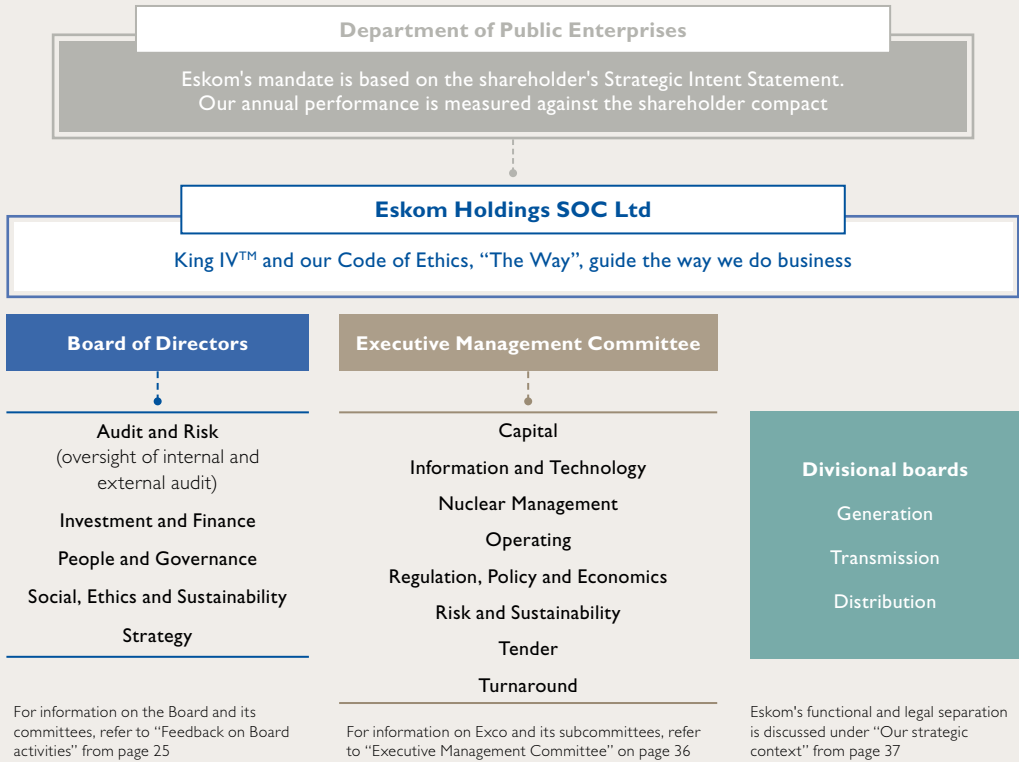 Department of Public Enterprises
Eskom's mandate is based on the shareholder's Strategic Intent Statement.
Our annual performance is measured against the shareholder compact
Eskom Holdings SOC Ltd
King IV™ and our Code of Ethics, “The Way”, guide the way we do business
Board of Directors
Audit and Risk
(oversight of internal and
external audit)
Investment and Finance
People and Governance
Social, Ethics and Sustainability
Strategy
For information on the Board and its
committees, refer to “Feedback on Board
activities” from page 25
Executive Management Committee
Capital
Information and Technology
Nuclear Management
Operating
Regulation, Policy and Economics
Risk and Sustainability
Tender
Turnaround
For information on Exco and its subcommittees, refer
to “Executive Management Committee” on page 36
Divisional boards
Generation
Transmission
Distribution
Eskom's functional and legal separation
is discussed under “Our strategic
context” from page 37